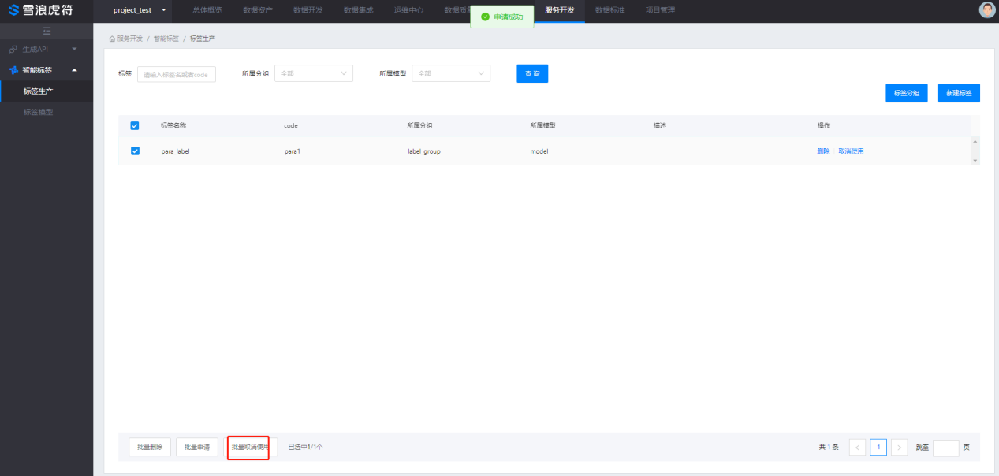 雪浪虎符
project_test
总体概览 数据资产 数据开发 数据集成 运维中心 数据质 服务开发 数据标准 项目管理
申请成功
生成API
智能标签
标签生产
标签模型
服务开发 / 智能标签 / 标签生产
标签 请输入标签名或者code 所属分组 全部 所属模型 全部 查询
标签分组 新建标签
标签名称 code 所属分组 所属模型 描述 操作
para_label para1 label_group model 删除 取消使用
批量删除 批量申请 批量取消使用 已选中1/1个 共 1 条 1 跳至 页